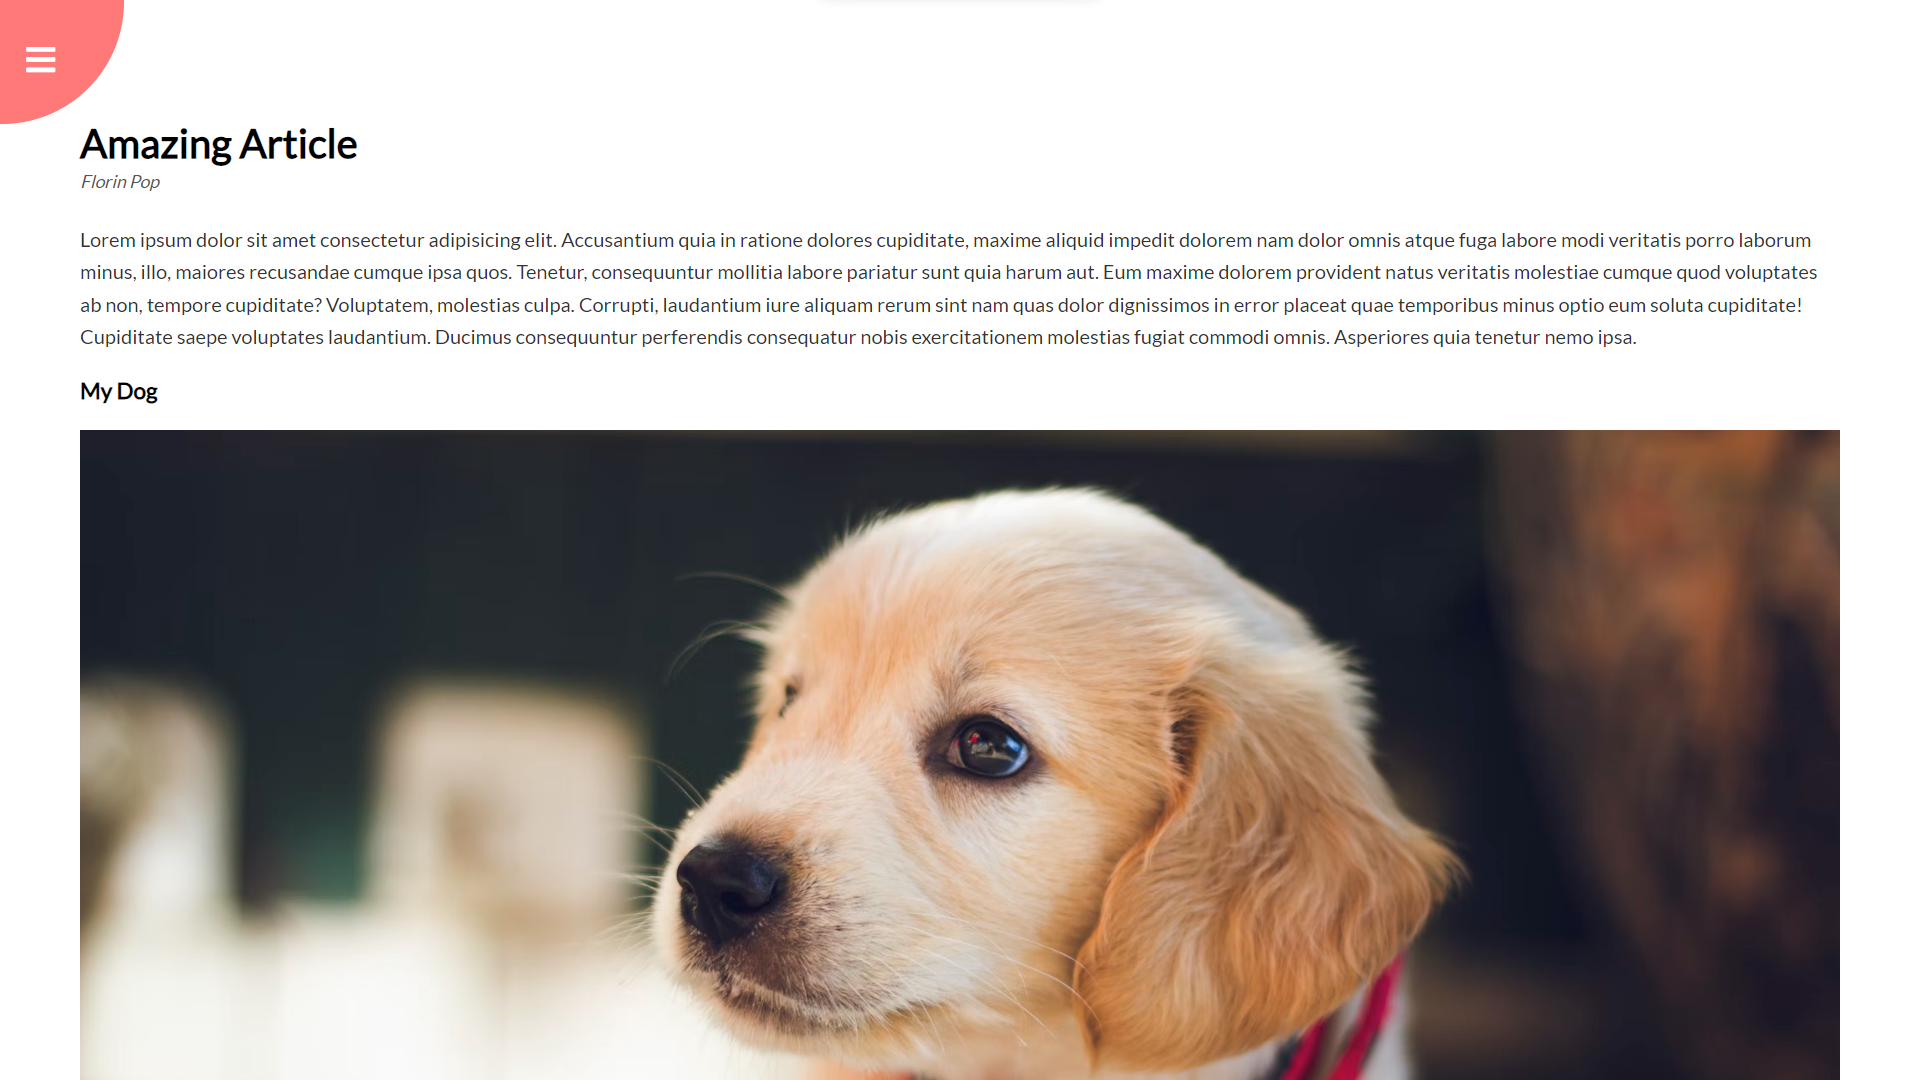 Amazing Article
Florin Pop
Lorem ipsum dolor sit amet consectetur adipisicing elit. Accusantium quia in ratione dolores cupiditate, maxime aliquid impedit dolorem nam dolor omnis atque fuga labore modi veritatis porro laborum
minus, illo, maiores recusandae cumque ipsa quos. Tenetur, consequuntur mollitia labore pariatur sunt quia harum aut. Eum maxime dolorem provident natus veritatis molestiae cumque quod voluptates
ab non, tempore cupiditate? Voluptatem, molestias culpa. Corrupti, laudantium iure aliquam rerum sint nam quas dolor dignissimos in error placeat quae temporibus minus optio eum soluta cupiditate!
Cupiditate saepe voluptates laudantium. Ducimus consequuntur perferendis consequatur nobis exercitationem molestias fugiat commodi omnis. Asperiores quia tenetur nemo ipsa.
My Dog